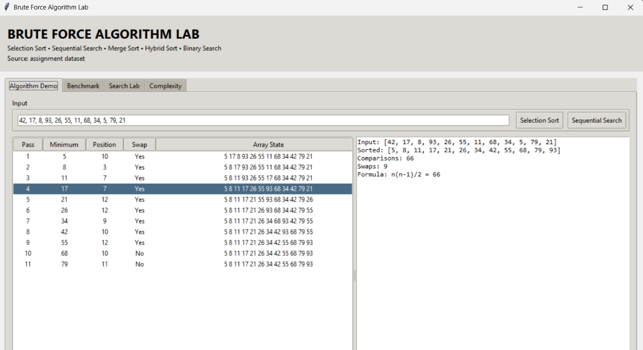 Brute Force Algorithm Lab
BRUTE FORCE ALGORITHM LAB
Selection Sort • Sequential Search • Merge Sort • Hybrid Sort • Binary Search
Source: assignment dataset
Algorithm Demo Benchmark Search Lab Complexity
Input
42, 17, 8, 93, 26, 55, 11, 68, 34, 5, 79, 21 Selection Sort Sequential Search
Pass Minimum Position Swap Array State
1 5 10 Yes 5 17 8 93 26 55 11 68 34 42 79 21
2 8 3 Yes 5 8 17 93 26 55 11 68 34 42 79 21
3 11 7 Yes 5 8 11 93 26 55 17 68 34 42 79 21
4 17 7 Yes 5 8 11 17 26 55 93 68 34 42 79 21
5 21 12 Yes 5 8 11 17 21 55 93 68 34 42 79 26
6 26 12 Yes 5 8 11 17 21 26 93 68 34 42 79 55
7 34 9 Yes 5 8 11 17 21 26 34 68 93 42 79 55
8 42 10 Yes 5 8 11 17 21 26 34 42 93 68 79 55
9 55 12 Yes 5 8 11 17 21 26 34 42 55 68 79 93
10 68 10 No 5 8 11 17 21 26 34 42 55 68 79 93
11 79 11 No 5 8 11 17 21 26 34 42 55 68 79 93
Input: [42, 17, 8, 93, 26, 55, 11, 68, 34, 5, 79, 21]
Sorted: [5, 8, 11, 17, 21, 26, 34, 42, 55, 68, 79, 93]
Comparisons: 66
Swaps: 9
Formula: n(n-1)/2 = 66